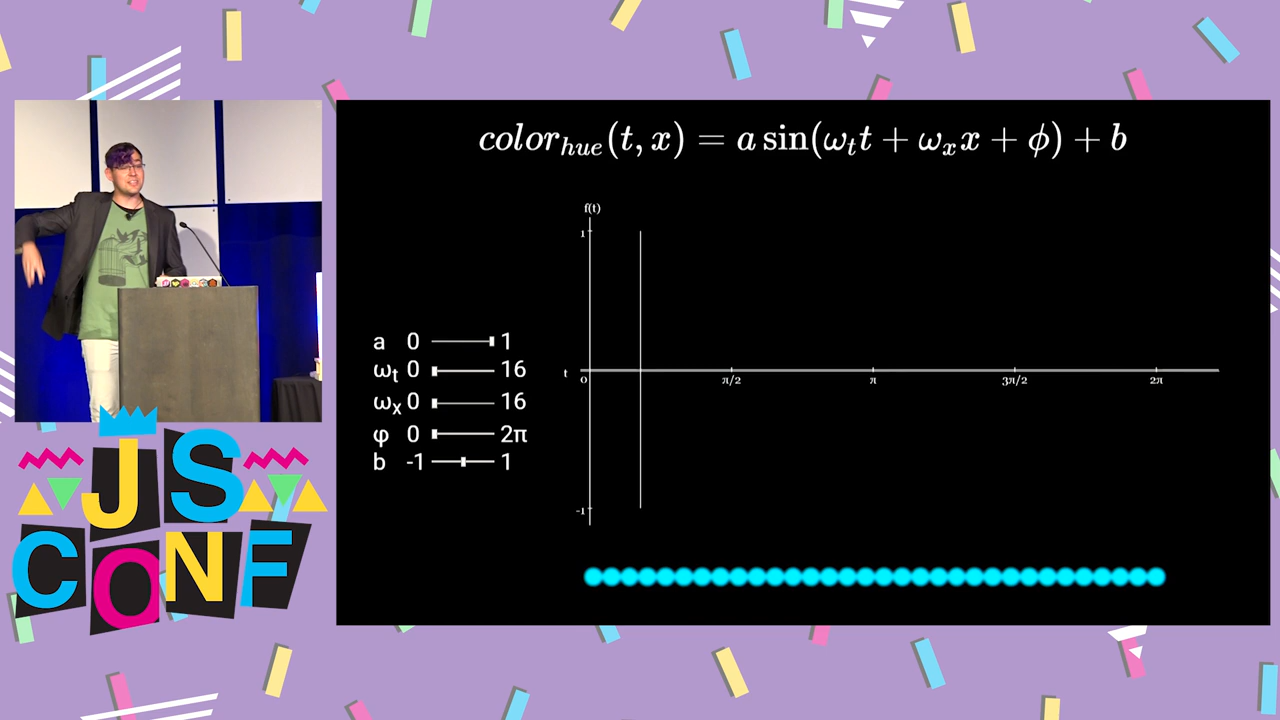 color_hue(t, x) = a sin(ω_t t + ω_x x + ϕ) + b
f(t)
1
a 0 1
ω_t 0 16
t 0 π/2 π 3π/2 2π
ω_x 0 16
φ 0 2π
b -1 1
-1
JS
CONF